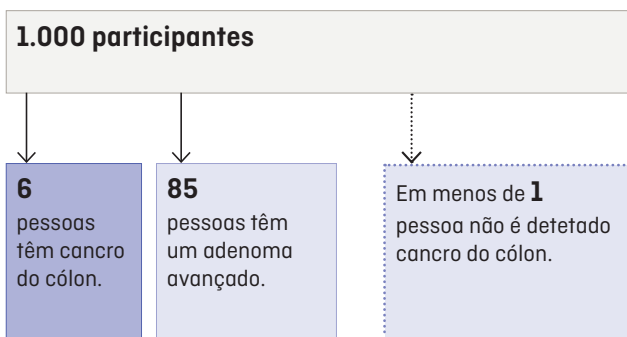 1.000 participantes
6
pessoas
têm cancro
do cólon.
85
pessoas têm
um adenoma
avançado.
Em menos de 1
pessoa não é detetado
cancro do cólon.